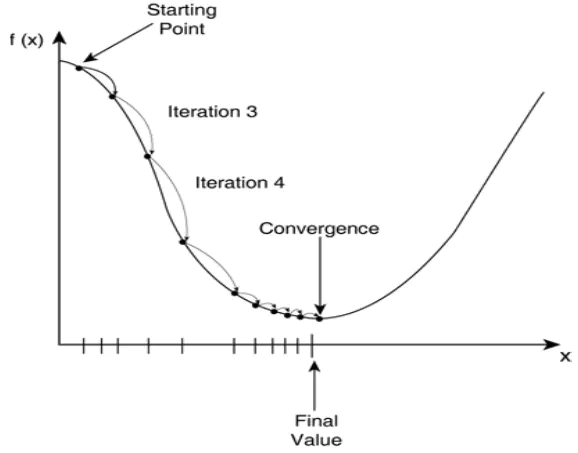 Starting
Point
f (x)
Iteration 3
Iteration 4
Convergence
x
Final
Value